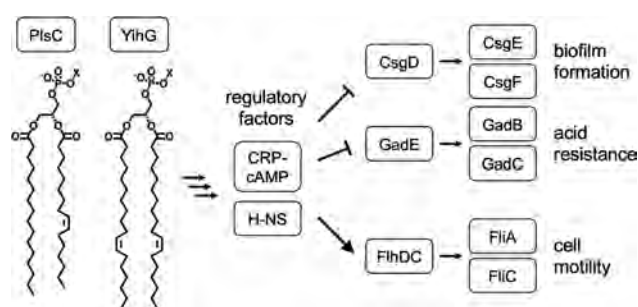 PlsC
YihG
⁻O
O
P
O
X
O
O
O
O
⁻O
O
P
O
X
O
O
O
O
regulatory
factors
CRP-
cAMP
H-NS
CsgD
CsgE
CsgF
biofilm
formation
GadE
GadB
GadC
acid
resistance
FlhDC
FliA
FliC
cell
motility